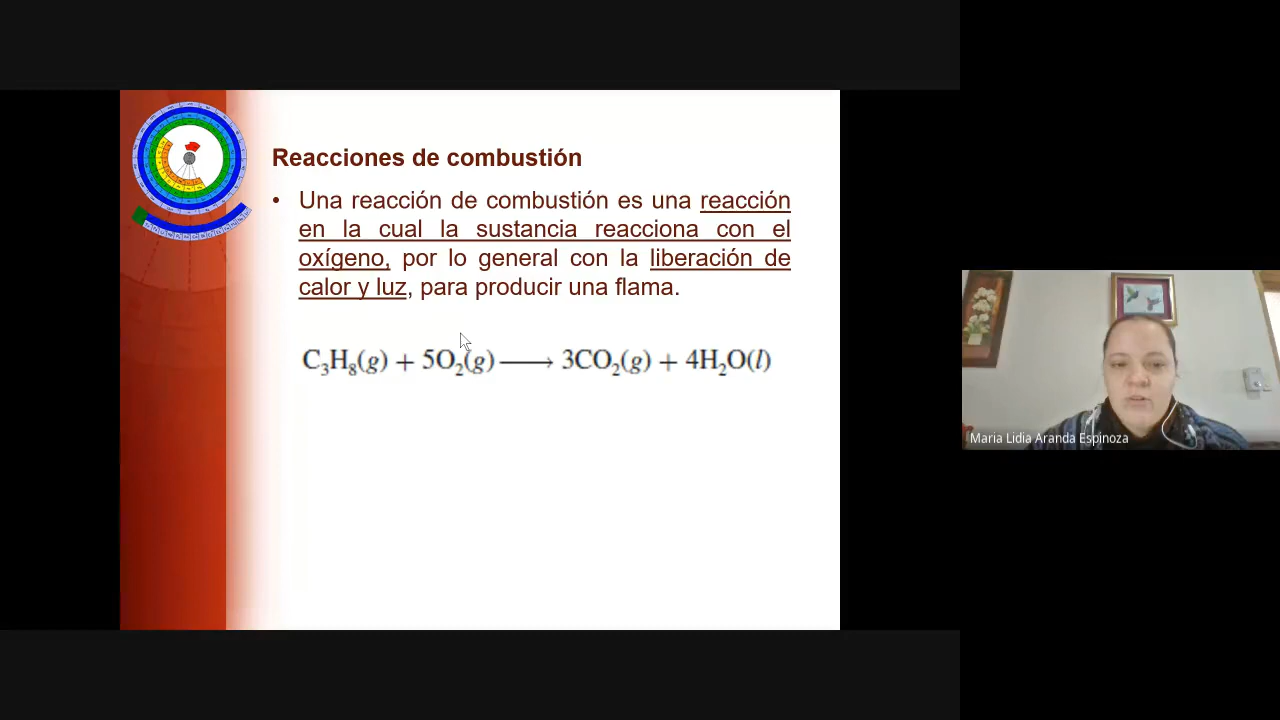 Reacciones de combustión
• Una reacción de combustión es una reacción
en la cual la sustancia reacciona con el
oxígeno, por lo general con la liberación de
calor y luz, para producir una flama.
C₃H₈(g) + 5O₂(g) ⟶ 3CO₂(g) + 4H₂O(l)
Maria Lidia Aranda Espinoza